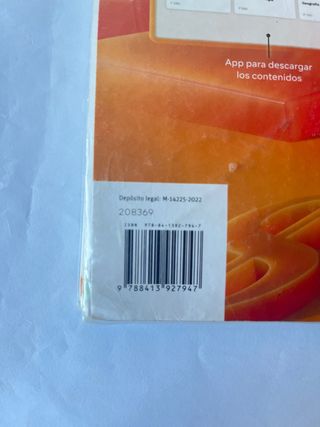 App para descargar
los contenidos
Depósito legal: M-14225-2022
208369
ISBN 978-84-1392-794-7
9 788413 927947